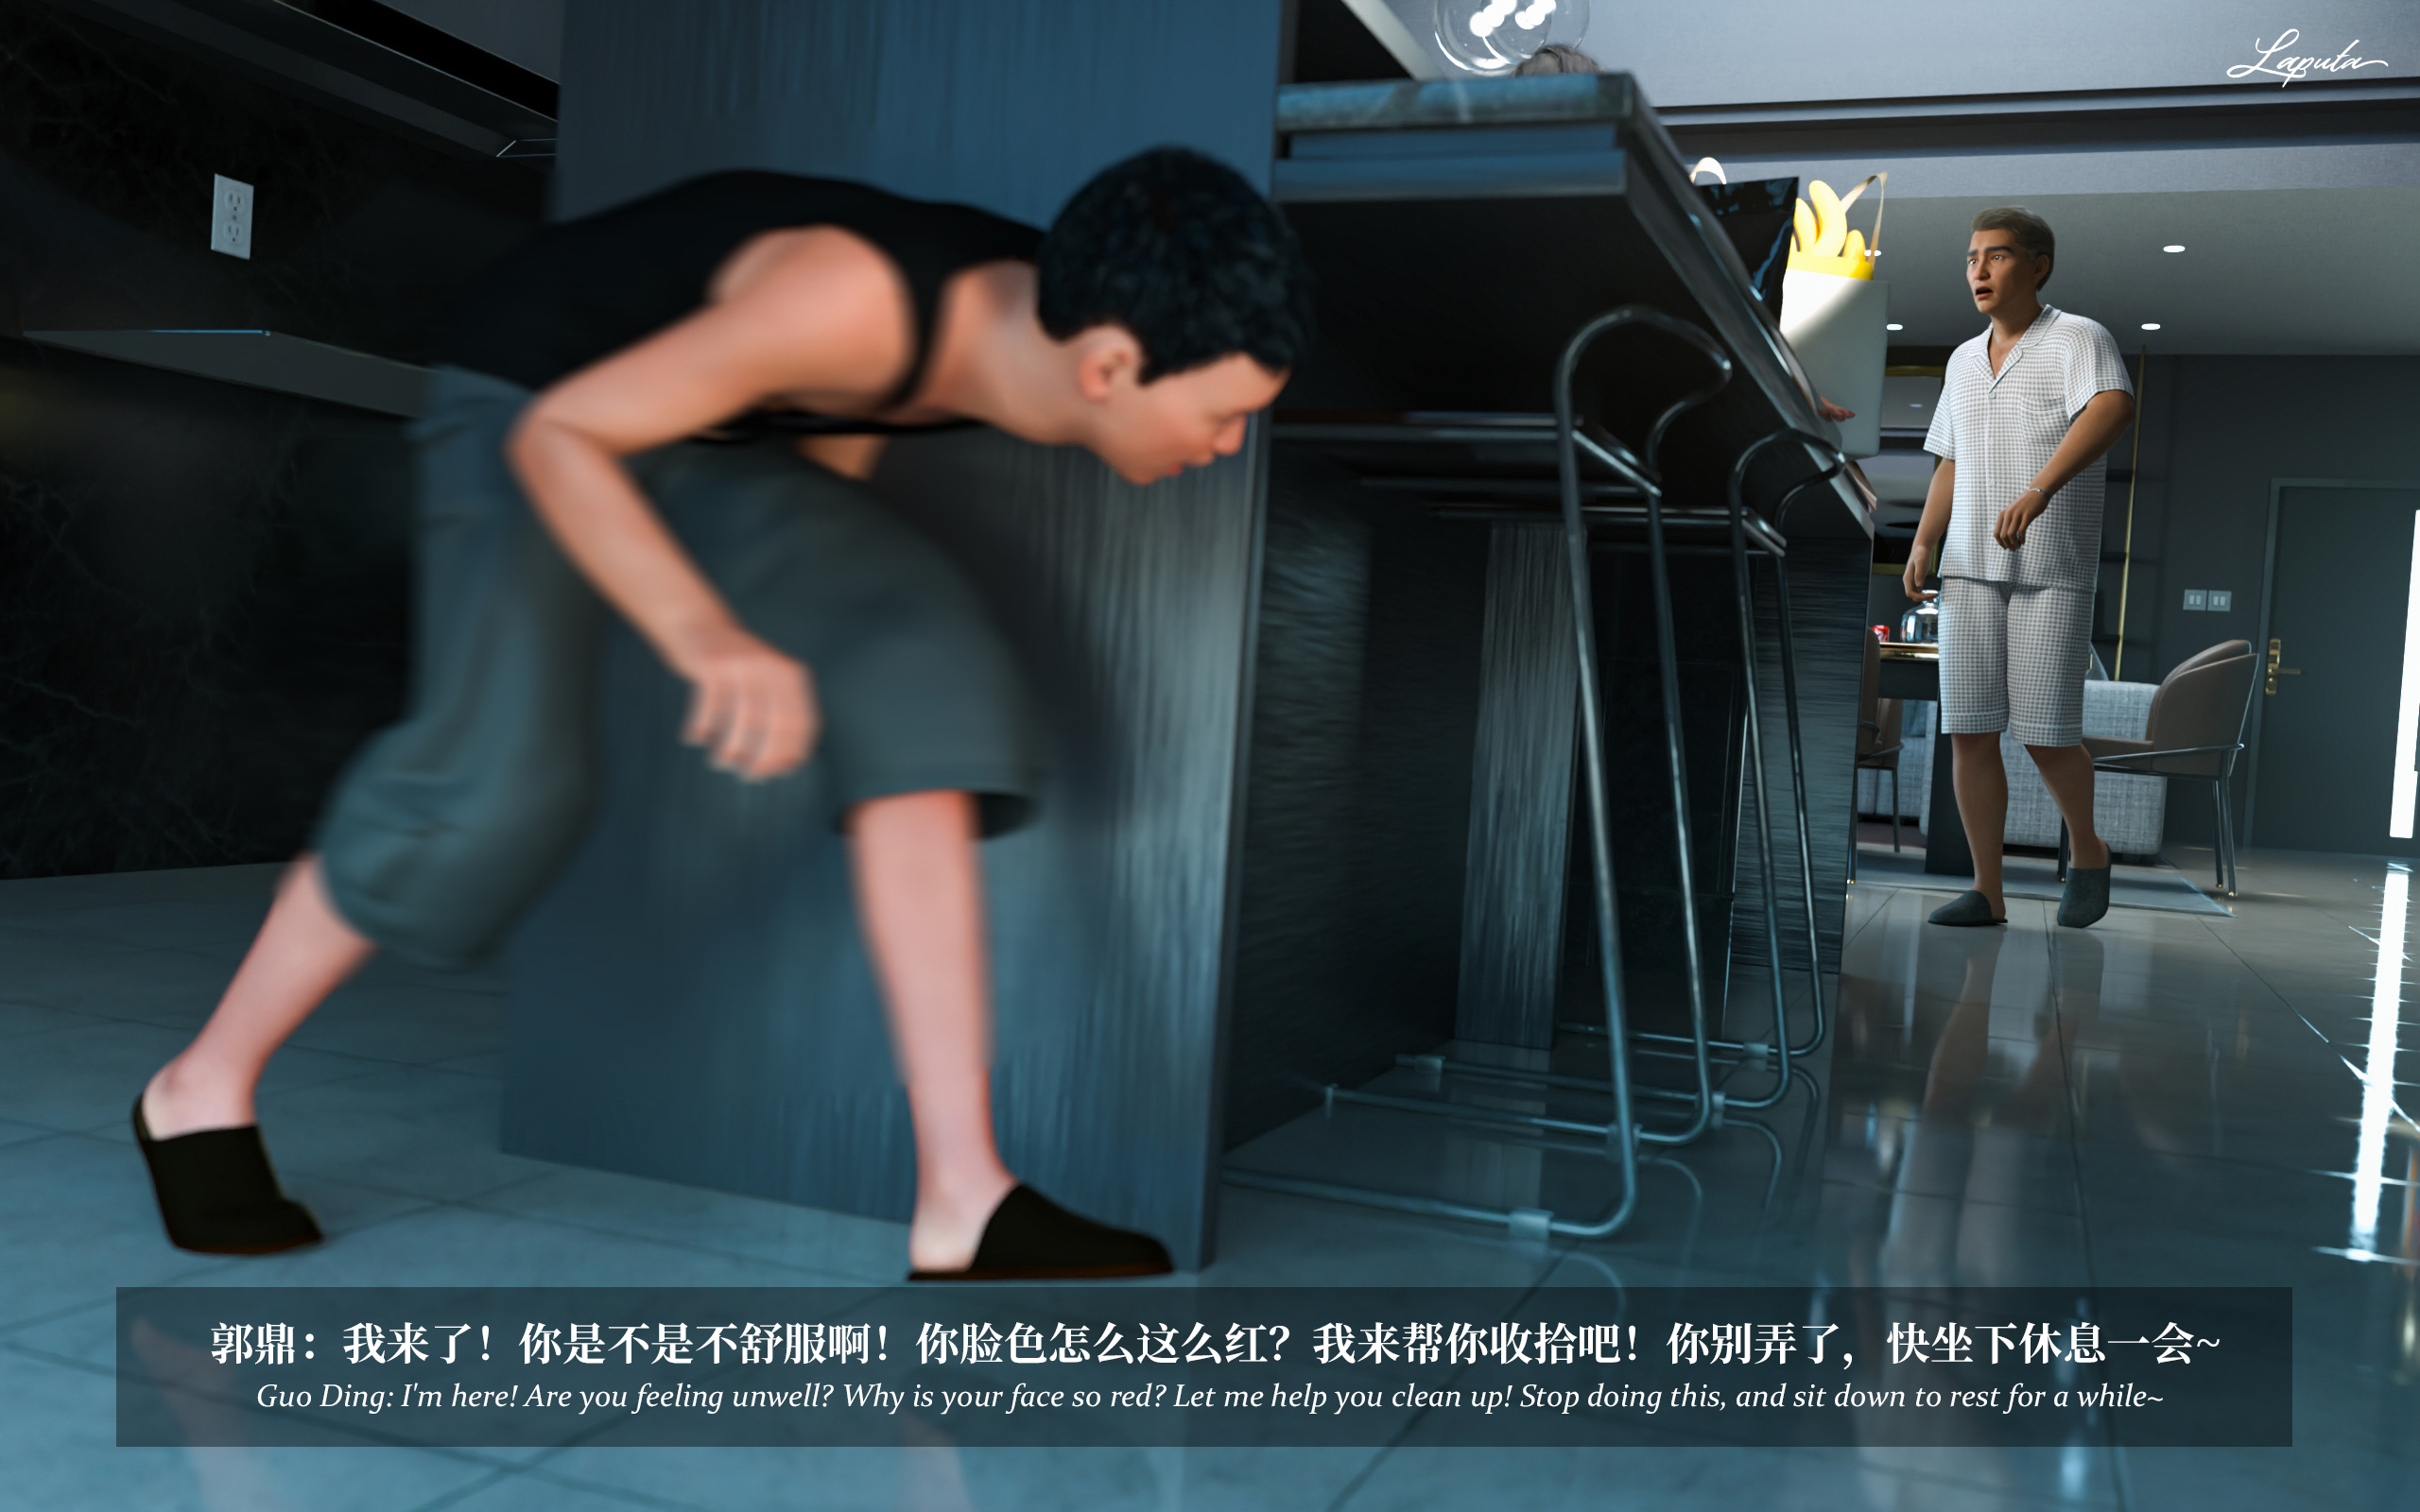 Laputa
郭鼎：我来了！你是不是不舒服啊！你脸色怎么这么红？我来帮你收拾吧！你别弄了，快坐下休息一会~
Guo Ding: I'm here! Are you feeling unwell? Why is your face so red? Let me help you clean up! Stop doing this, and sit down to rest for a while~